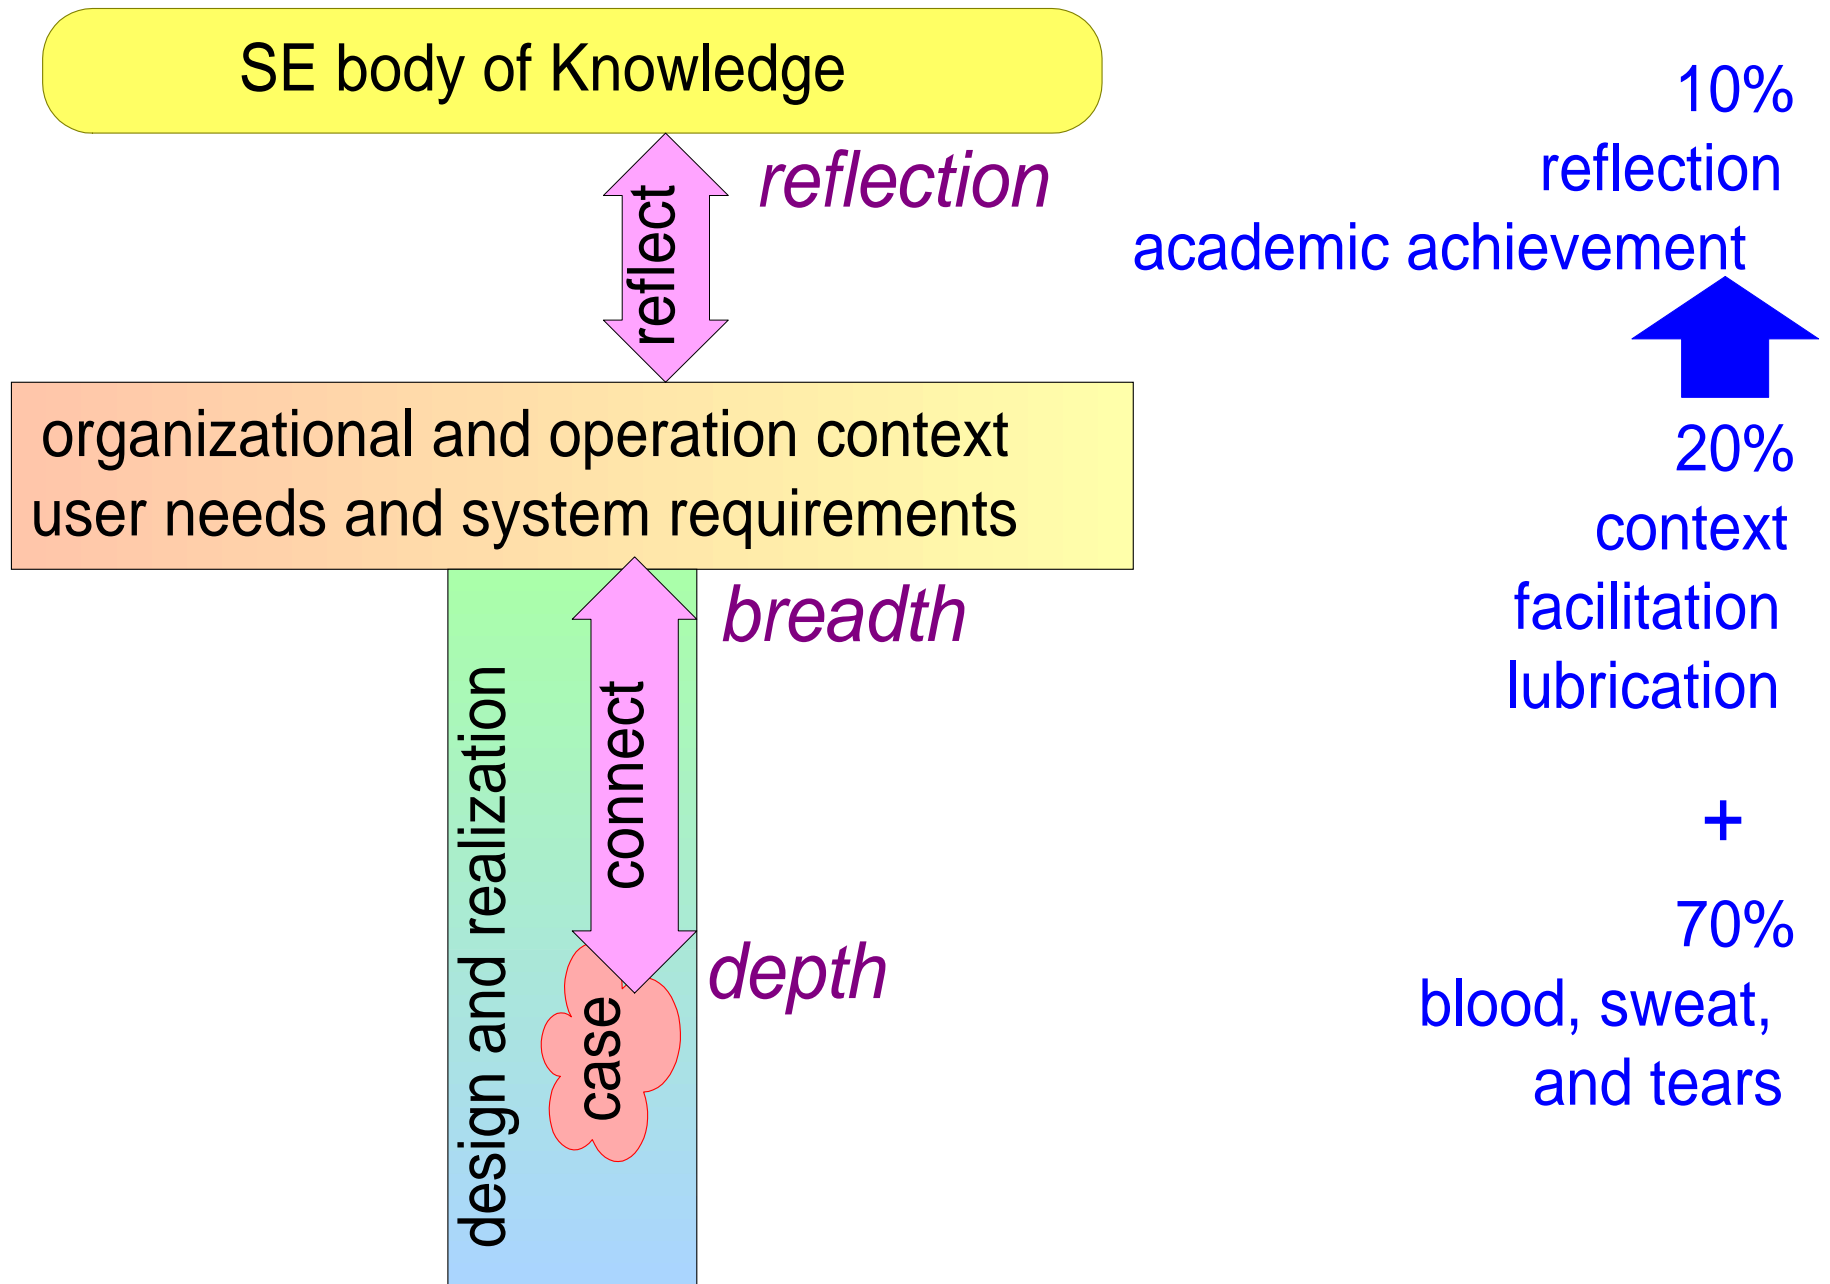 SE body of Knowledge
reflection
reflect
organizational and operation context
user needs and system requirements
breadth
connect
design and realization
depth
case
10%
reflection
academic achievement
20%
context
facilitation
lubrication
+
70%
blood, sweat,
and tears